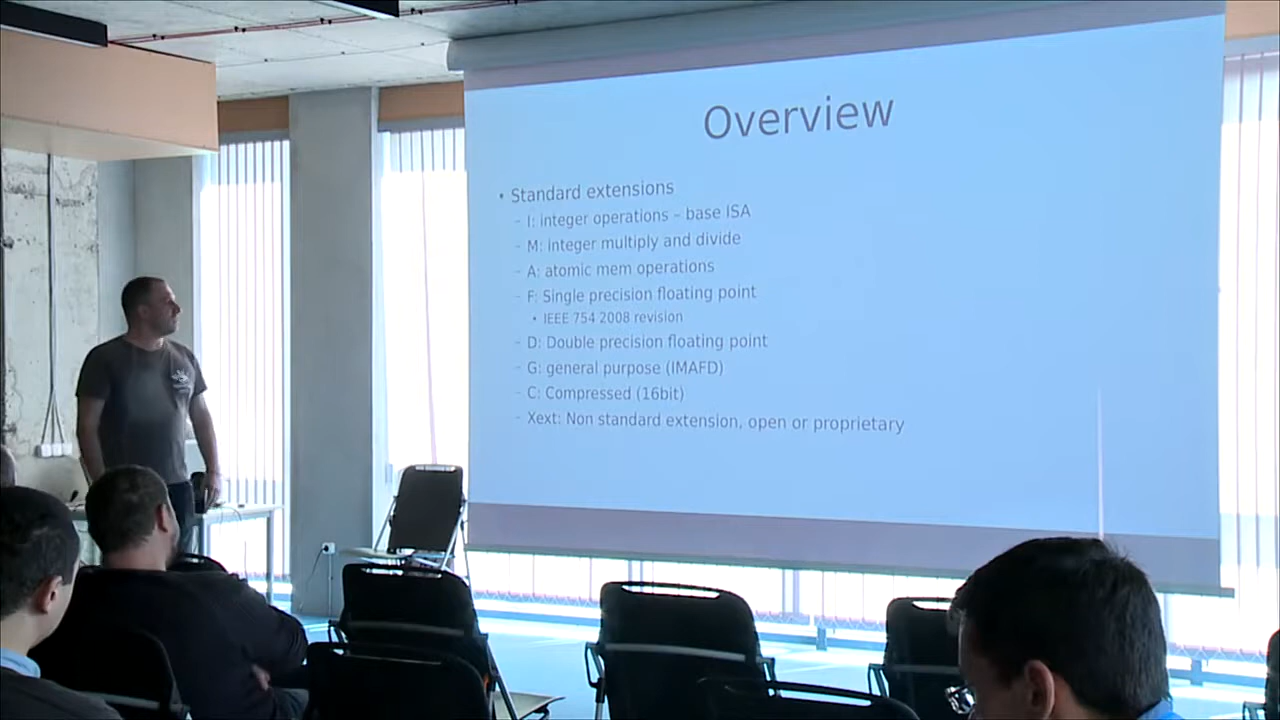 Overview
• Standard extensions
– I: integer operations – base ISA
– M: integer multiply and divide
– A: atomic mem operations
– F: Single precision floating point
• IEEE 754 2008 revision
– D: Double precision floating point
– G: general purpose (IMAFD)
– C: Compressed (16bit)
– Xext: Non standard extension, open or proprietary